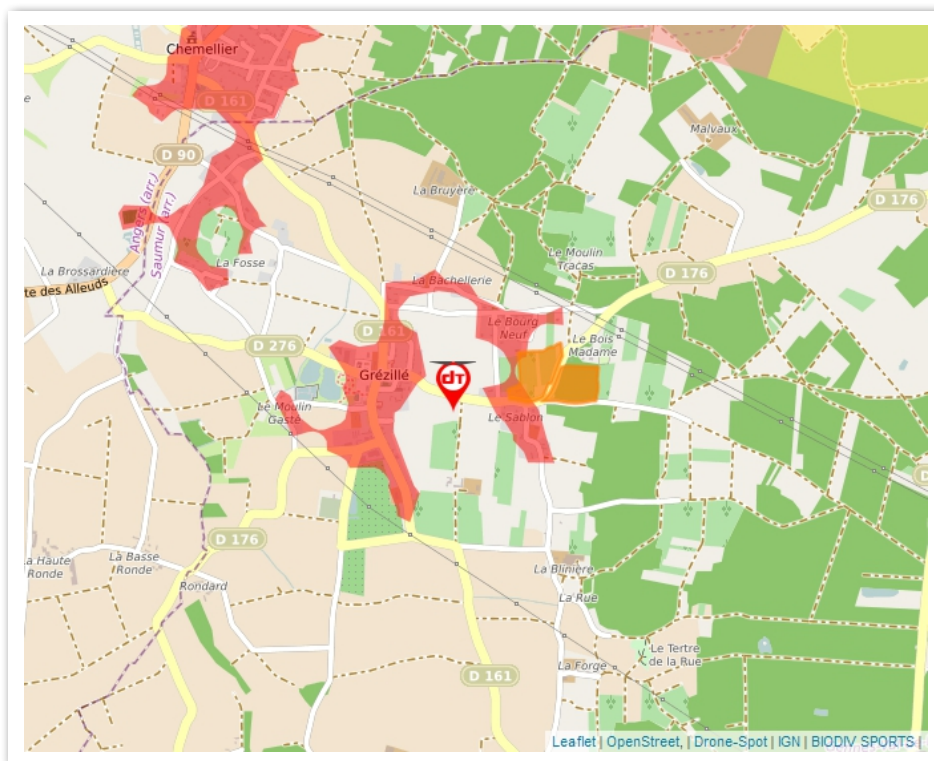 Chemellier
D 161
Malvaux
D 90
La Bruyère
D 176
Angers (arr.)
Saumur (arr.)
La Fosse
Le Moulin
Tracas
La Brossardière
D 176
te des Alleuds
La Bachellerie
Le Bourg
Neuf
D 161
D 276
Le Bois
Madame
Grézillé
dT
Le Moulin
Gasté
Le Sablon
D 176
La Haute
Ronde
La Basse
Ronde
La Blinière
Rondard
La Rue
Le Tertre
de la Rue
La Forge
D 161
Leaflet | OpenStreet, | Drone-Spot | IGN | BIODIV SPORTS |